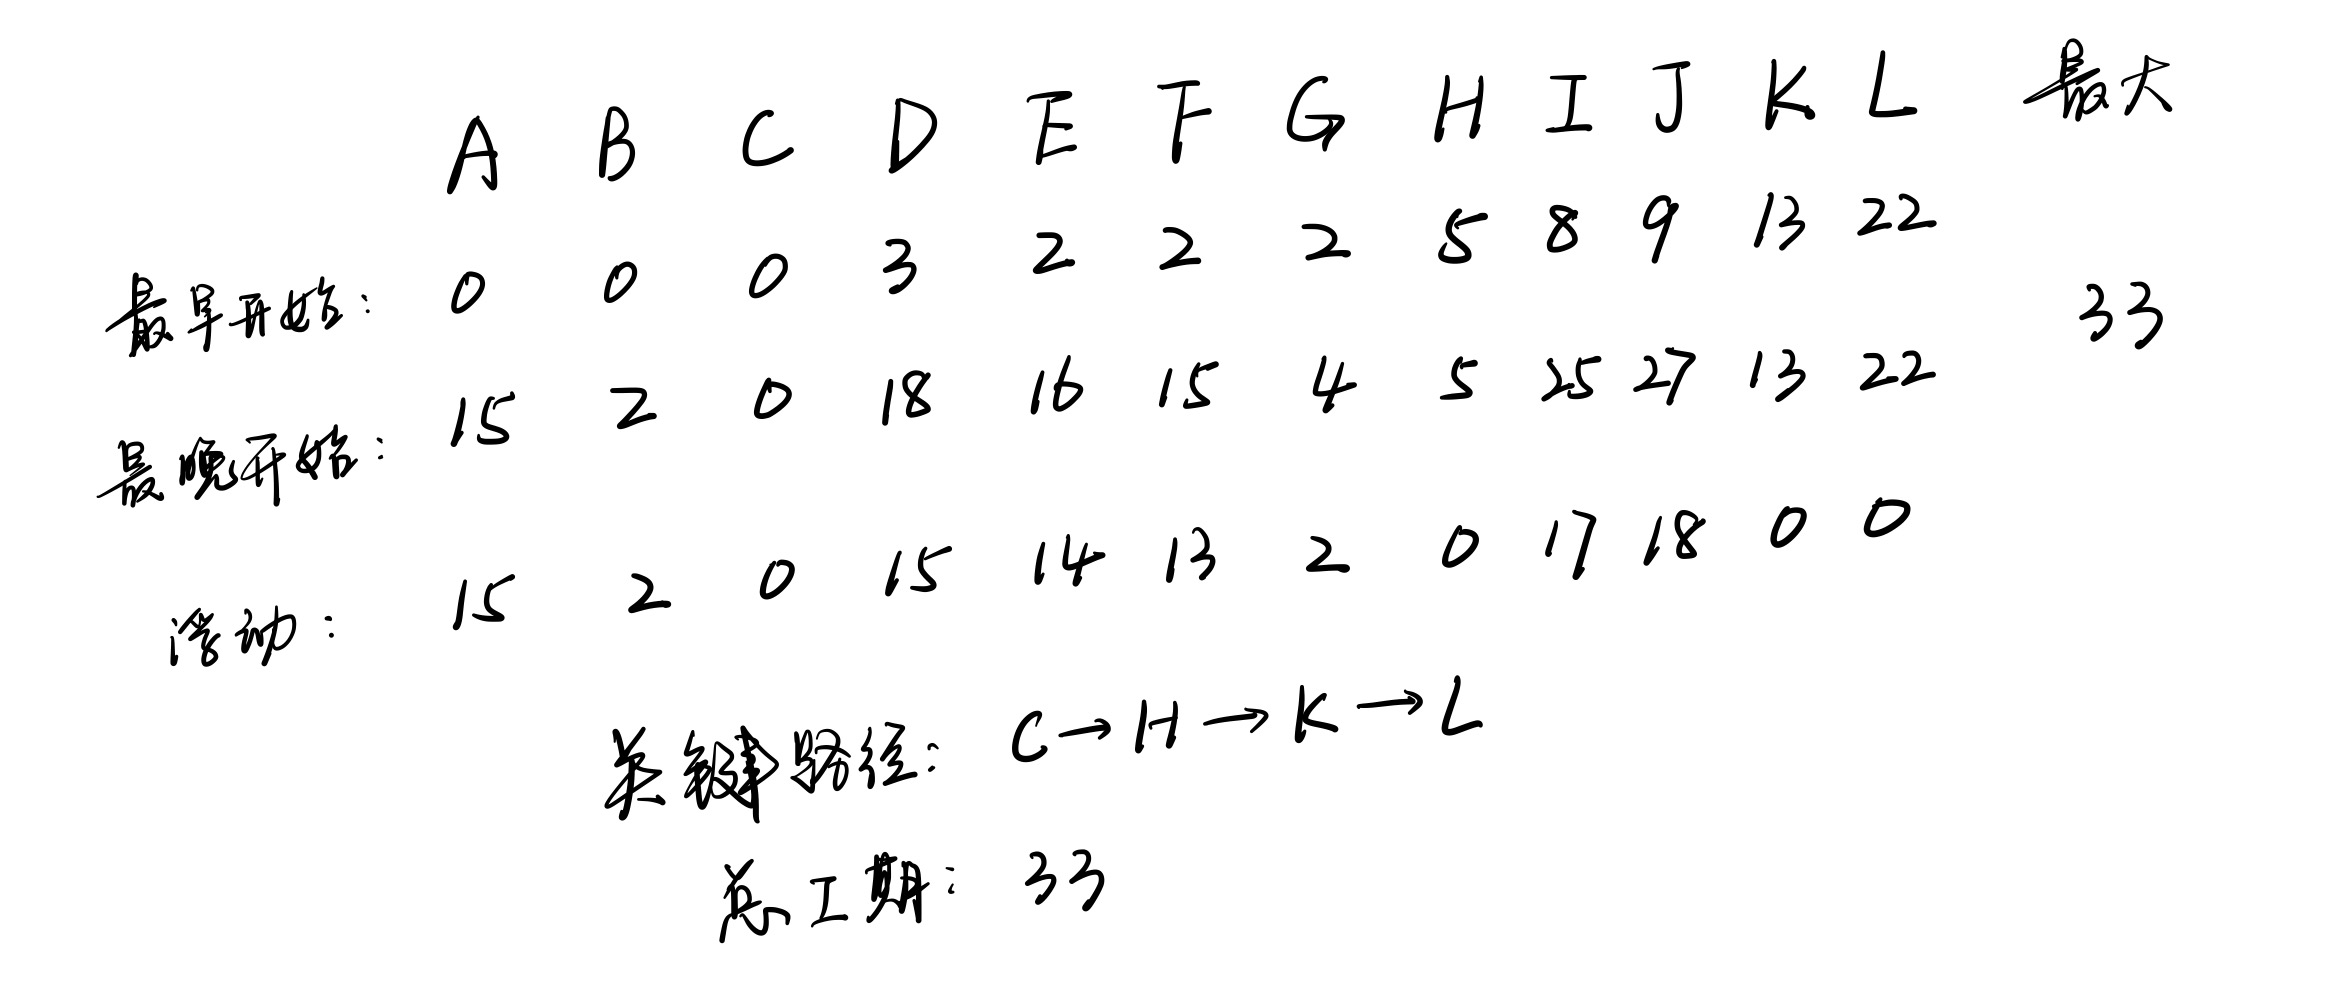 A B C D E F G H I J K L 最大
最早开始: 0 0 0 3 2 2 2 5 8 9 13 22 33
最晚开始: 15 2 0 18 16 15 4 5 25 27 13 22
浮动: 15 2 0 15 14 13 2 0 17 18 0 0
关键路径: C→H→K→L
总工期: 33